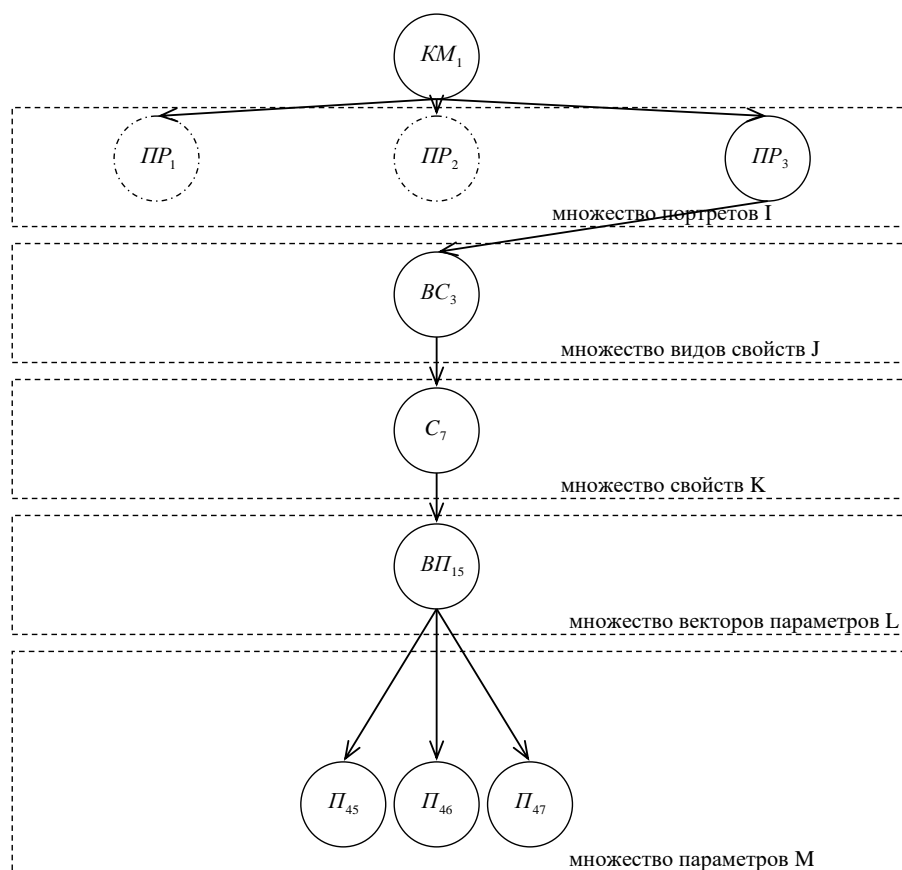 КМ₁
ПР₁ ПР₂ ПР₃
множество портретов I
ВС₃
множество видов свойств J
С₇
множество свойств K
ВП₁₅
множество векторов параметров L
П₄₅ П₄₆ П₄₇
множество параметров M